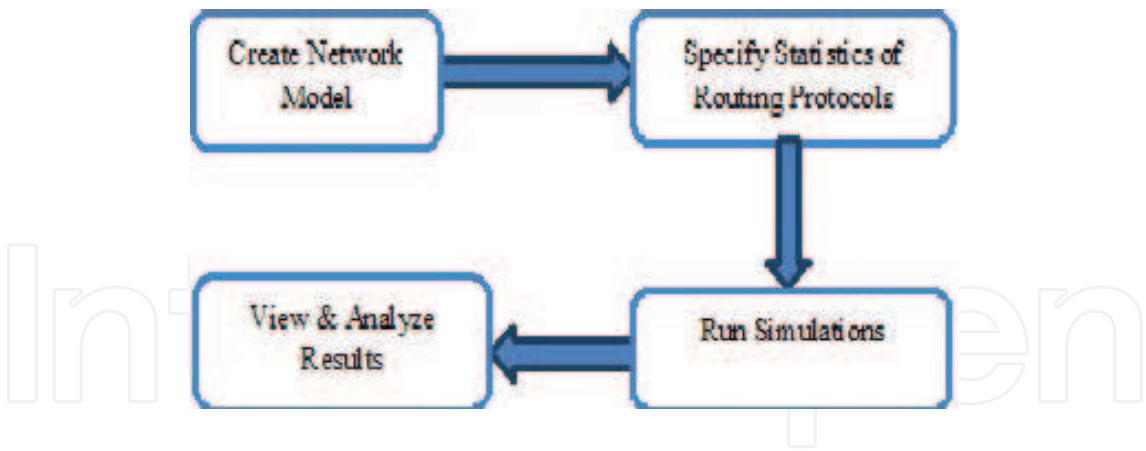 Create Network
Model
Specify Statistics of
Routing Protocols
Run Simulations
View & Analyze
Results